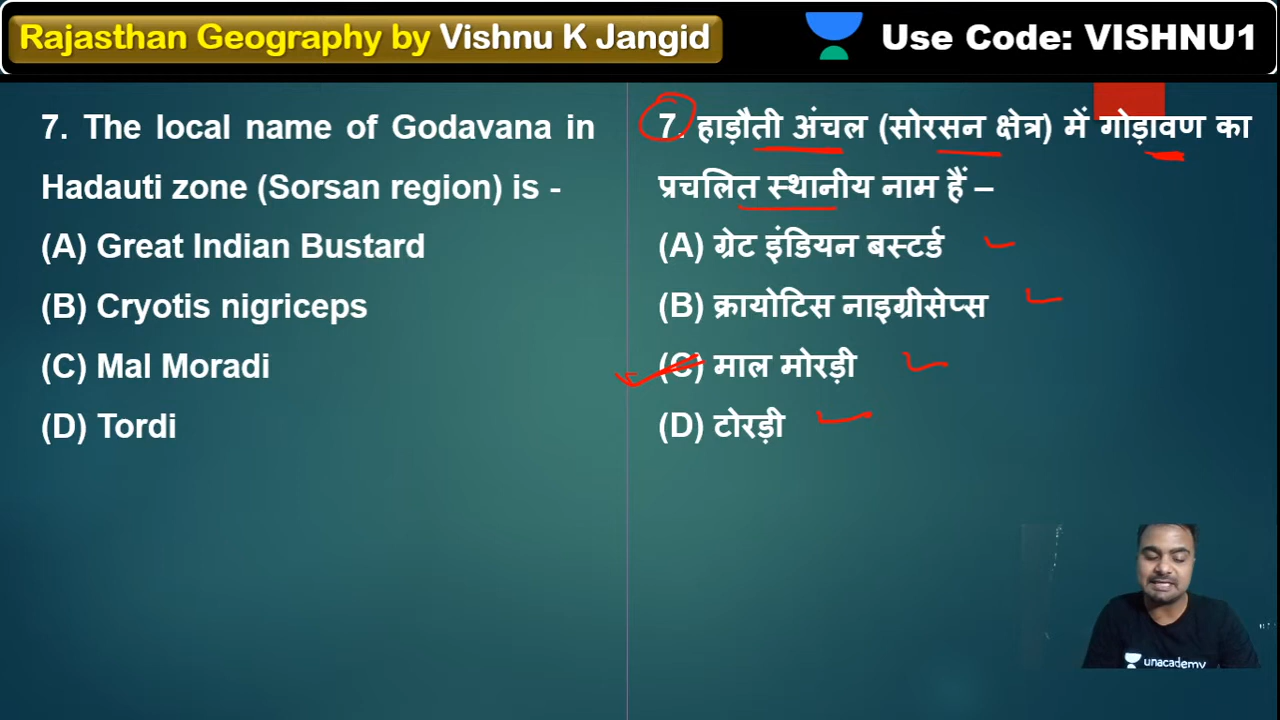 Rajasthan Geography by Vishnu K Jangid
Use Code: VISHNU1
7. The local name of Godavana in
Hadauti zone (Sorsan region) is -
(A) Great Indian Bustard
(B) Cryotis nigriceps
(C) Mal Moradi
(D) Tordi
7. हाड़ौती अंचल (सोरसन क्षेत्र) में गोड़ावण का
प्रचलित स्थानीय नाम हैं –
(A) ग्रेट इंडियन बस्टर्ड
(B) क्रायोटिस नाइग्रीसेप्स
(C) माल मोरड़ी
(D) टोरड़ी
unacademy